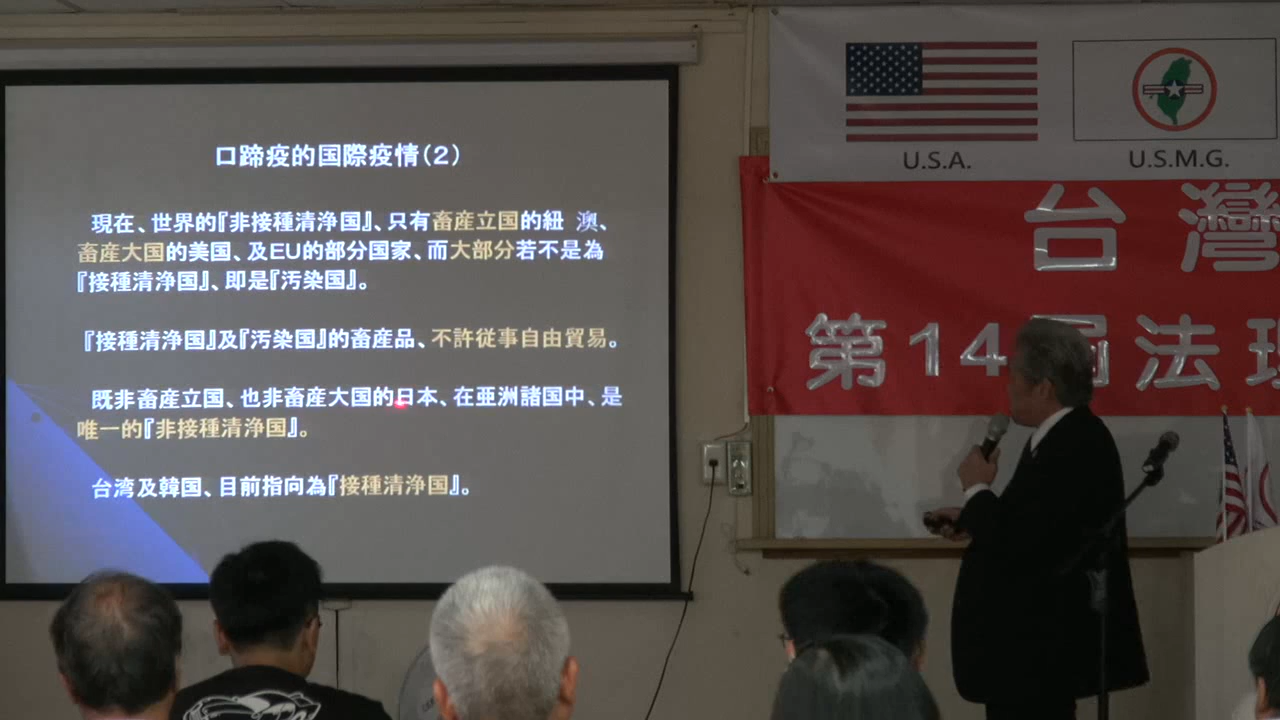 口蹄疫的国際疫情（２）
現在、世界的『非接種清浄国』、只有畜産立国的紐 澳、
畜産大国的美国、及EU的部分国家、而大部分若不是為
『接種清浄国』、即是『汚染国』。
『接種清浄国』及『汚染国』的畜産品、不許従事自由貿易。
既非畜産立国、也非畜産大国的日本、在亜洲諸国中、是
唯一的『非接種清浄国』。
台湾及韓国、目前指向為『接種清浄国』。
U.S.A.
U.S.M.G.
台灣
第14屆法理